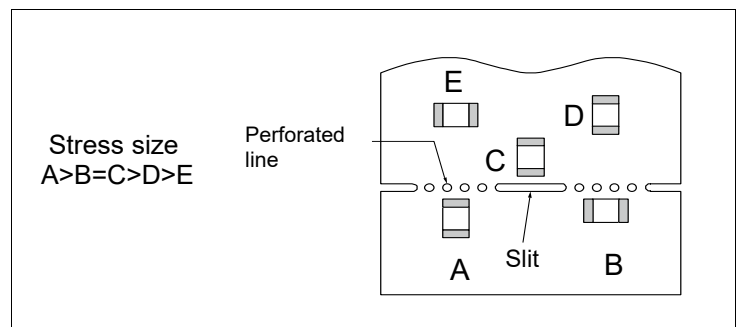 Stress size
A>B=C>D>E
Perforated
line
E
D
C
A
Slit
B